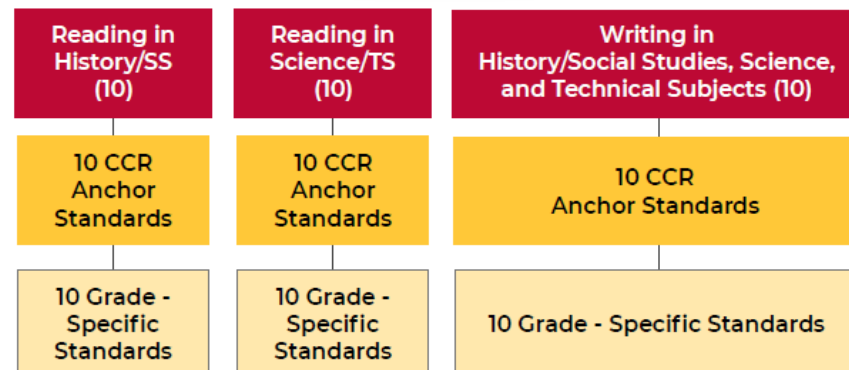 Reading in
History/SS
(10)
Reading in
Science/TS
(10)
Writing in
History/Social Studies, Science,
and Technical Subjects (10)
10 CCR
Anchor
Standards
10 CCR
Anchor
Standards
10 CCR
Anchor Standards
10 Grade -
Specific
Standards
10 Grade -
Specific
Standards
10 Grade - Specific Standards